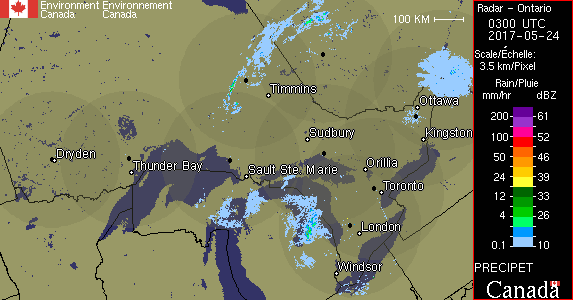 Environment Environnement
Canada Canada
100 KM
Timmins
Ottawa
Sudbury
Kingston
Dryden
Thunder Bay
Sault Ste. Marie
Orillia
Toronto
London
Windsor
Radar - Ontario
0300 UTC
2017-05-24
Scale/Échelle:
3.5 km/Pixel
Rain/Pluie
mm/hr dBZ
200 61
100 52
50 46
24 39
12 33
4 26
0.1 10
PRECIPET
Canada